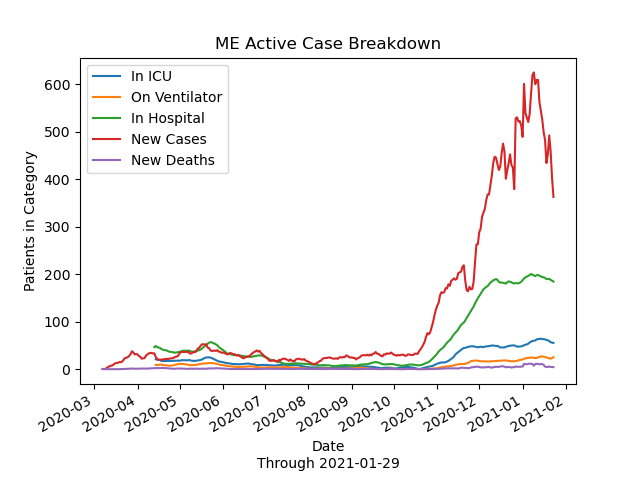 ME Active Case Breakdown
In ICU
On Ventilator
In Hospital
New Cases
New Deaths
Patients in Category
600
500
400
300
200
100
0
2020-03
2020-04
2020-05
2020-06
2020-07
2020-08
2020-09
2020-10
2020-11
2020-12
2021-01
2021-02
Date
Through 2021-01-29